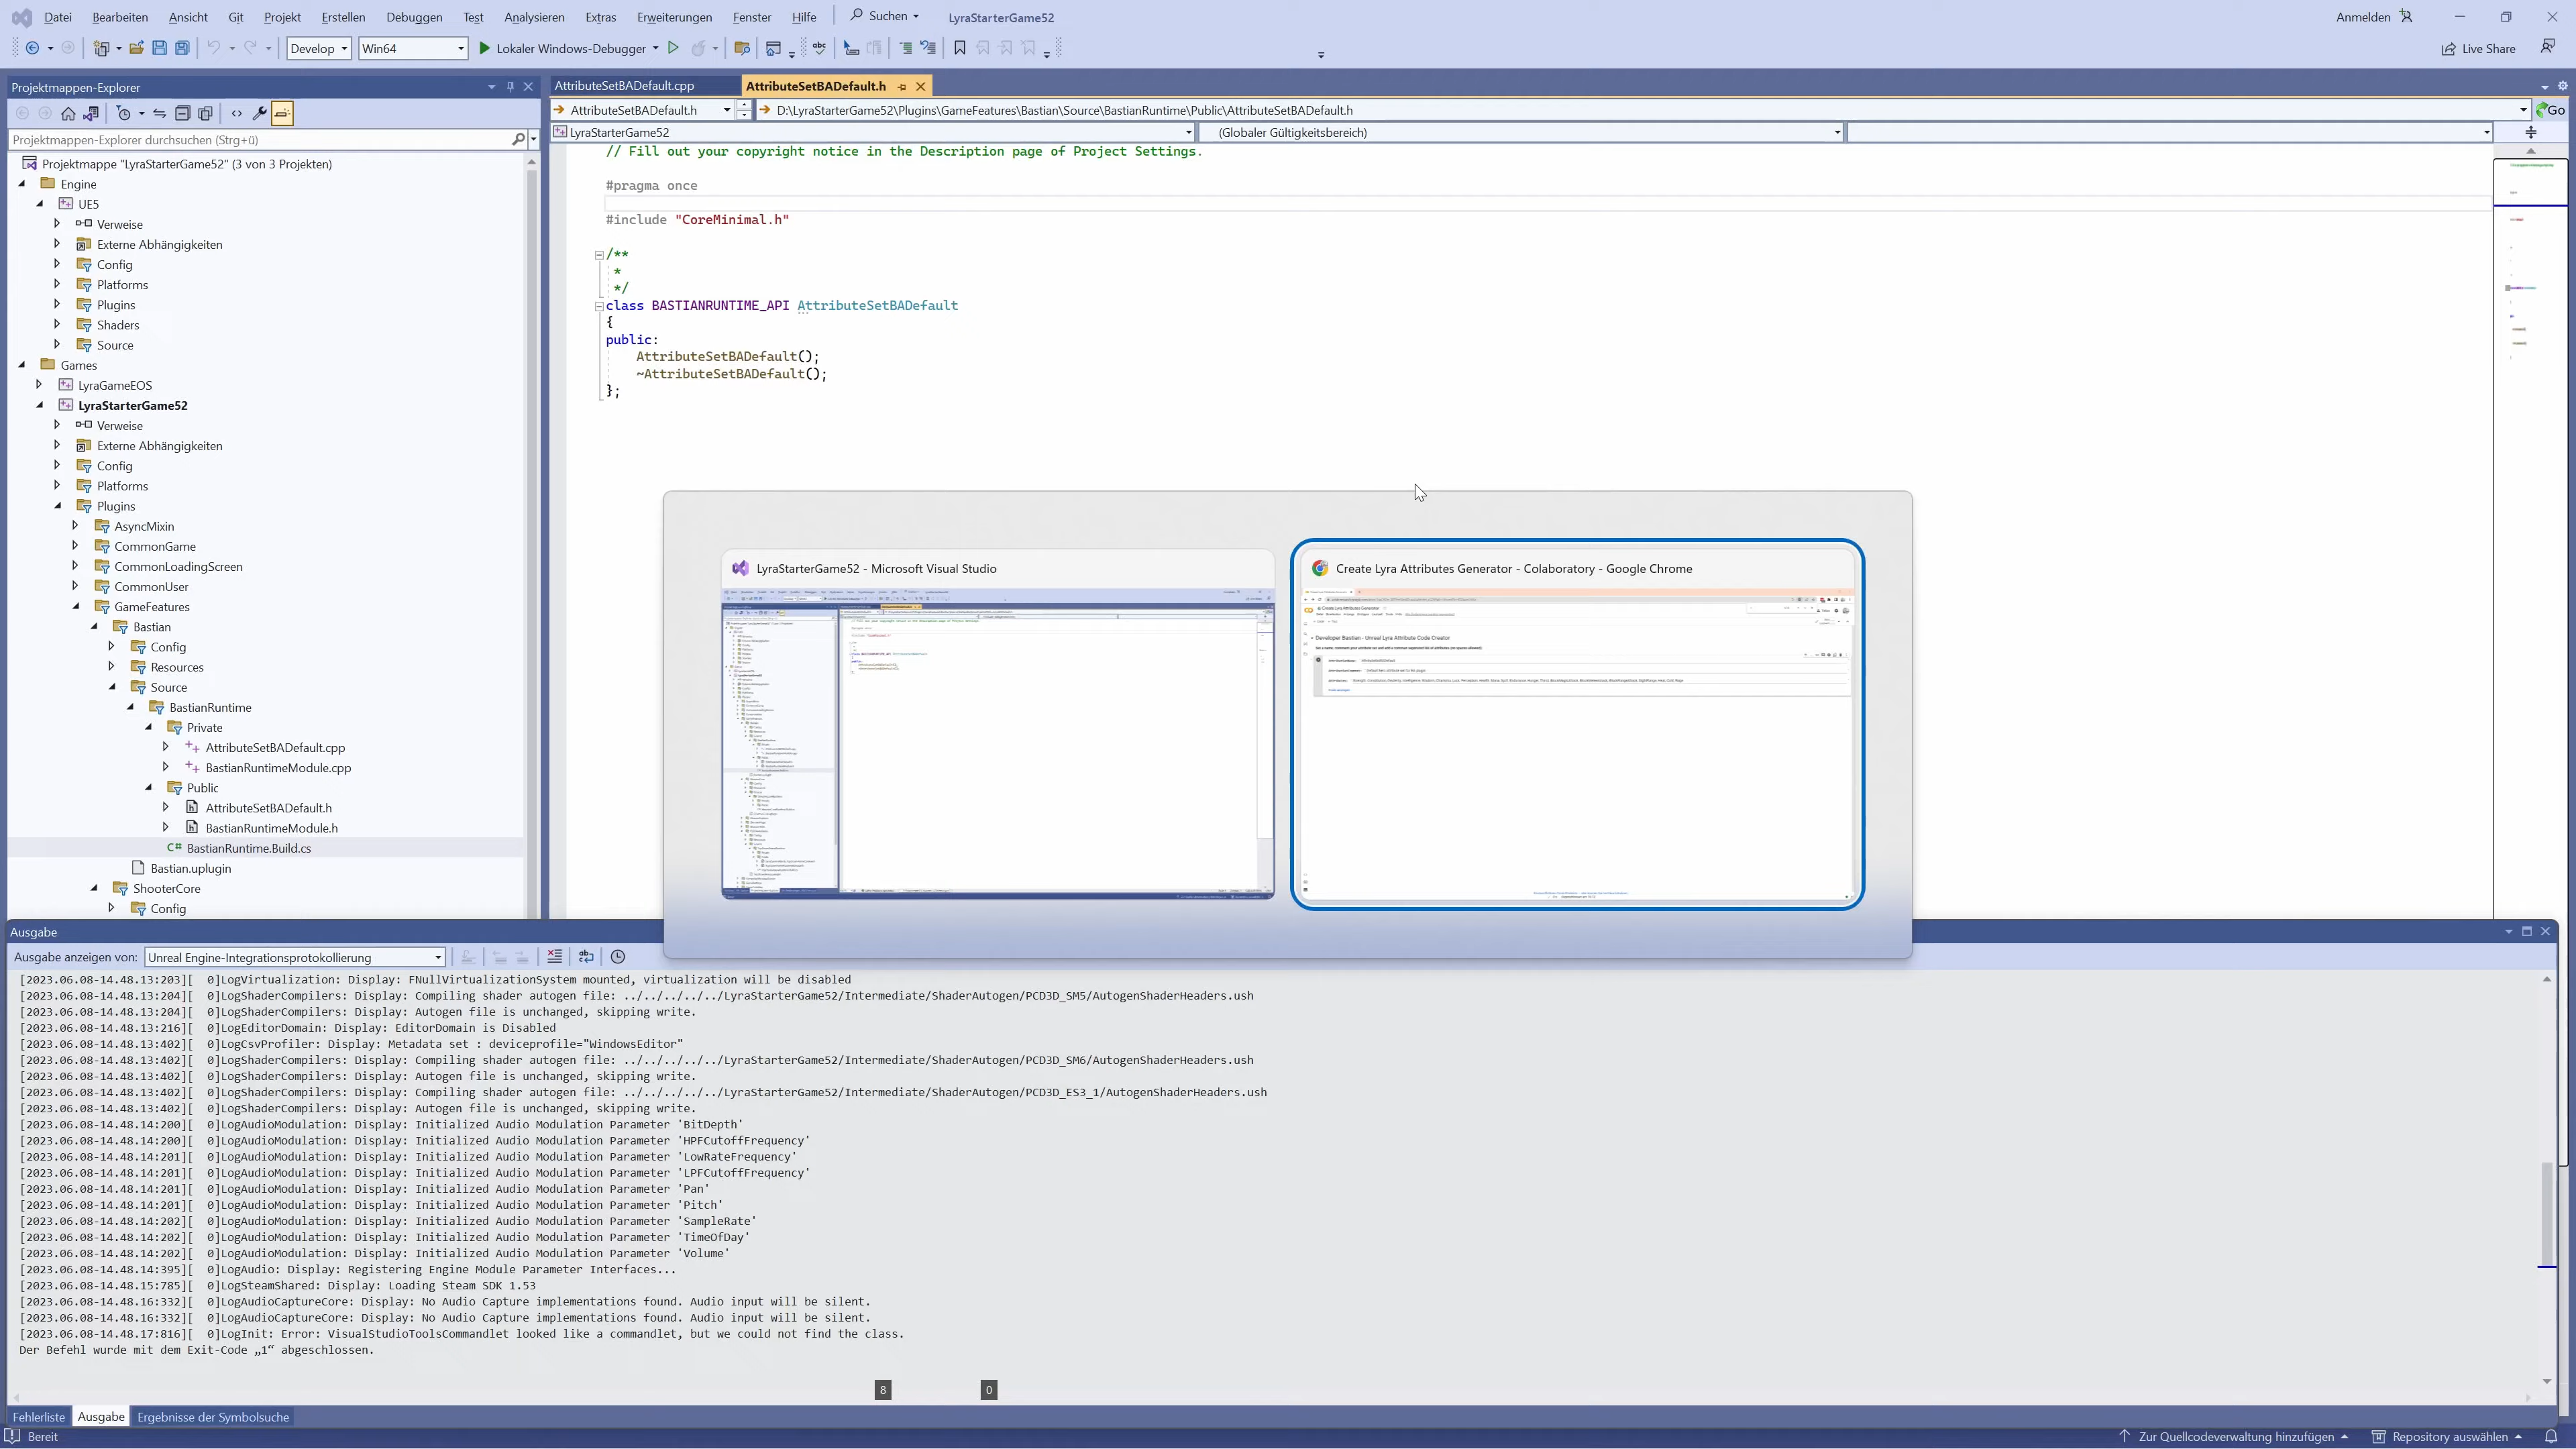 Datei Bearbeiten Ansicht Git Projekt Erstellen Debuggen Test Analysieren Extras Erweiterungen Fenster Hilfe Suchen LyraStarterGame52 Anmelden
Develop Win64 Lokaler Windows-Debugger Live Share
Projektmappen-Explorer
Projektmappen-Explorer durchsuchen (Strg+ü)
Projektmappe "LyraStarterGame52" (3 von 3 Projekten)
Engine
UE5
Verweise
Externe Abhängigkeiten
Config
Platforms
Plugins
Shaders
Source
Games
LyraGameEOS
LyraStarterGame52
Verweise
Externe Abhängigkeiten
Config
Platforms
Plugins
AsyncMixin
CommonGame
CommonLoadingScreen
CommonUser
GameFeatures
Bastian
Config
Resources
Source
BastianRuntime
Private
AttributeSetBADefault.cpp
BastianRuntimeModule.cpp
Public
AttributeSetBADefault.h
BastianRuntimeModule.h
C# BastianRuntime.Build.cs
Bastian.uplugin
ShooterCore
Config
AttributeSetBADefault.cpp AttributeSetBADefault.h
AttributeSetBADefault.h D:\LyraStarterGame52\Plugins\GameFeatures\Bastian\Source\BastianRuntime\Public\AttributeSetBADefault.h Go
LyraStarterGame52 (Globaler Gültigkeitsbereich)
// Fill out your copyright notice in the Description page of Project Settings.
#pragma once
#include "CoreMinimal.h"
/**
*
*/
class BASTIANRUNTIME_API AttributeSetBADefault
{
public:
AttributeSetBADefault();
~AttributeSetBADefault();
};
LyraStarterGame52 - Microsoft Visual Studio
Create Lyra Attributes Generator - Colaboratory - Google Chrome
Developer Bastian - Unreal Lyra Attribute Code Creator
Ausgabe
Ausgabe anzeigen von: Unreal Engine-Integrationsprotokollierung
[2023.06.08-14.48.13:203][ 0]LogVirtualization: Display: FNullVirtualizationSystem mounted, virtualization will be disabled
[2023.06.08-14.48.13:204][ 0]LogShaderCompilers: Display: Compiling shader autogen file: ../../../../../LyraStarterGame52/Intermediate/ShaderAutogen/PCD3D_SM5/AutogenShaderHeaders.ush
[2023.06.08-14.48.13:204][ 0]LogShaderCompilers: Display: Autogen file is unchanged, skipping write.
[2023.06.08-14.48.13:216][ 0]LogEditorDomain: Display: EditorDomain is Disabled
[2023.06.08-14.48.13:402][ 0]LogCsvProfiler: Display: Metadata set : deviceprofile="WindowsEditor"
[2023.06.08-14.48.13:402][ 0]LogShaderCompilers: Display: Compiling shader autogen file: ../../../../../LyraStarterGame52/Intermediate/ShaderAutogen/PCD3D_SM6/AutogenShaderHeaders.ush
[2023.06.08-14.48.13:402][ 0]LogShaderCompilers: Display: Autogen file is unchanged, skipping write.
[2023.06.08-14.48.13:402][ 0]LogShaderCompilers: Display: Compiling shader autogen file: ../../../../../LyraStarterGame52/Intermediate/ShaderAutogen/PCD3D_ES3_1/AutogenShaderHeaders.ush
[2023.06.08-14.48.13:402][ 0]LogShaderCompilers: Display: Autogen file is unchanged, skipping write.
[2023.06.08-14.48.14:200][ 0]LogAudioModulation: Display: Initialized Audio Modulation Parameter 'BitDepth'
[2023.06.08-14.48.14:200][ 0]LogAudioModulation: Display: Initialized Audio Modulation Parameter 'HPFCutoffFrequency'
[2023.06.08-14.48.14:201][ 0]LogAudioModulation: Display: Initialized Audio Modulation Parameter 'LowRateFrequency'
[2023.06.08-14.48.14:201][ 0]LogAudioModulation: Display: Initialized Audio Modulation Parameter 'LPFCutoffFrequency'
[2023.06.08-14.48.14:201][ 0]LogAudioModulation: Display: Initialized Audio Modulation Parameter 'Pan'
[2023.06.08-14.48.14:201][ 0]LogAudioModulation: Display: Initialized Audio Modulation Parameter 'Pitch'
[2023.06.08-14.48.14:202][ 0]LogAudioModulation: Display: Initialized Audio Modulation Parameter 'SampleRate'
[2023.06.08-14.48.14:202][ 0]LogAudioModulation: Display: Initialized Audio Modulation Parameter 'TimeOfDay'
[2023.06.08-14.48.14:202][ 0]LogAudioModulation: Display: Initialized Audio Modulation Parameter 'Volume'
[2023.06.08-14.48.14:395][ 0]LogAudio: Display: Registering Engine Module Parameter Interfaces...
[2023.06.08-14.48.15:785][ 0]LogSteamShared: Display: Loading Steam SDK 1.53
[2023.06.08-14.48.16:332][ 0]LogAudioCaptureCore: Display: No Audio Capture implementations found. Audio input will be silent.
[2023.06.08-14.48.16:332][ 0]LogAudioCaptureCore: Display: No Audio Capture implementations found. Audio input will be silent.
[2023.06.08-14.48.17:816][ 0]LogInit: Error: VisualStudioToolsCommandlet looked like a commandlet, but we could not find the class.
Der Befehl wurde mit dem Exit-Code „1“ abgeschlossen.
8 0
Fehlerliste Ausgabe Ergebnisse der Symbolsuche
Bereit Zur Quellcodeverwaltung hinzufügen Repository auswählen